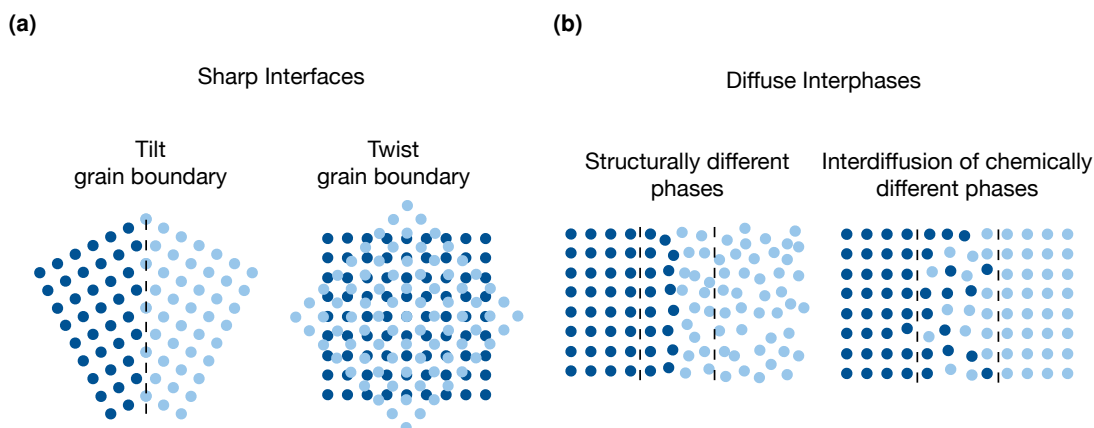 (a)
Sharp Interfaces
Tilt
grain boundary
Twist
grain boundary
(b)
Diffuse Interphases
Structurally different
phases
Interdiffusion of chemically
different phases